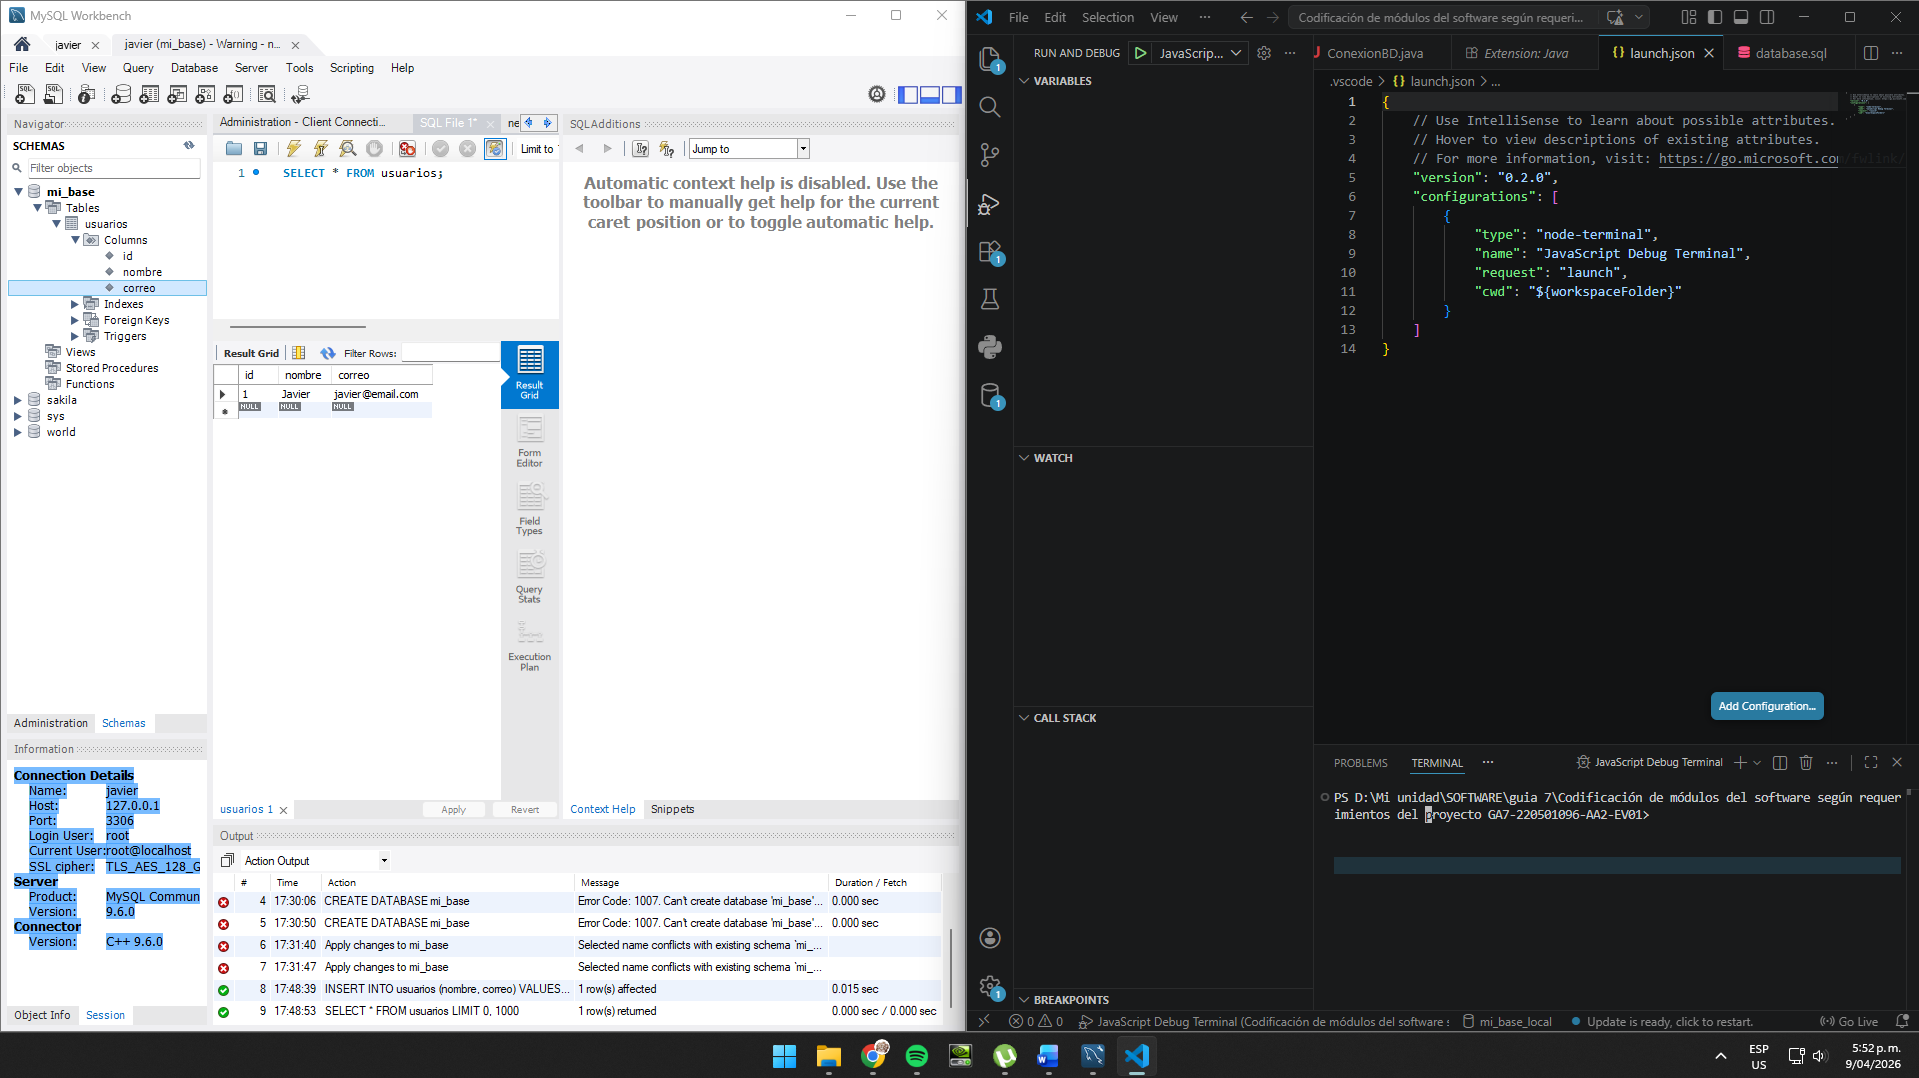 MySQL Workbench
javier
javier (mi_base) - Warning - n...
File Edit View Query Database Server Tools Scripting Help
Navigator
SCHEMAS
Filter objects
mi_base
Tables
usuarios
Columns
id
nombre
correo
Indexes
Foreign Keys
Triggers
Views
Stored Procedures
Functions
sakila
sys
world
Administration Schemas
Information
Connection Details
Name: javier
Host: 127.0.0.1
Port: 3306
Login User: root
Current User: root@localhost
SSL cipher: TLS_AES_128_G
Server
Product: MySQL Commun
Version: 9.6.0
Connector
Version: C++ 9.6.0
Object Info Session
Administration - Client Connecti... SQL File 1* ne
Limit to
1 SELECT * FROM usuarios;
Result Grid Filter Rows:
id nombre correo
1 Javier javier@email.com
NULL NULL NULL
Result Grid
Form Editor
Field Types
Query Stats
Execution Plan
usuarios 1 Apply Revert
SQLAdditions
Jump to
Automatic context help is disabled. Use the
toolbar to manually get help for the current
caret position or to toggle automatic help.
Context Help Snippets
Output
Action Output
# Time Action Message Duration / Fetch
4 17:30:06 CREATE DATABASE mi_base Error Code: 1007. Can't create database 'mi_base'... 0.000 sec
5 17:30:50 CREATE DATABASE mi_base Error Code: 1007. Can't create database 'mi_base'... 0.000 sec
6 17:31:40 Apply changes to mi_base Selected name conflicts with existing schema `mi_...
7 17:31:47 Apply changes to mi_base Selected name conflicts with existing schema `mi_...
8 17:48:39 INSERT INTO usuarios (nombre, correo) VALUES... 1 row(s) affected 0.015 sec
9 17:48:53 SELECT * FROM usuarios LIMIT 0, 1000 1 row(s) returned 0.000 sec / 0.000 sec
File Edit Selection View ... Codificación de módulos del software según requeri...
RUN AND DEBUG JavaScrip...
VARIABLES
WATCH
CALL STACK
BREAKPOINTS
ConexionBD.java Extension: Java {} launch.json database.sql
.vscode > {} launch.json > ...
1 {
2 // Use IntelliSense to learn about possible attributes.
3 // Hover to view descriptions of existing attributes.
4 // For more information, visit: https://go.microsoft.com/fwlink/
5 "version": "0.2.0",
6 "configurations": [
7 {
8 "type": "node-terminal",
9 "name": "JavaScript Debug Terminal",
10 "request": "launch",
11 "cwd": "${workspaceFolder}"
12 }
13 ]
14 }
Add Configuration...
PROBLEMS TERMINAL ... JavaScript Debug Terminal
PS D:\Mi unidad\SOFTWARE\guia 7\Codificación de módulos del software según requer
imientos del proyecto GA7-220501096-AA2-EV01>
0 0 JavaScript Debug Terminal (Codificación de módulos del software s mi_base_local Update is ready, click to restart. Go Live
ESP
US
5:52 p. m.
9/04/2026